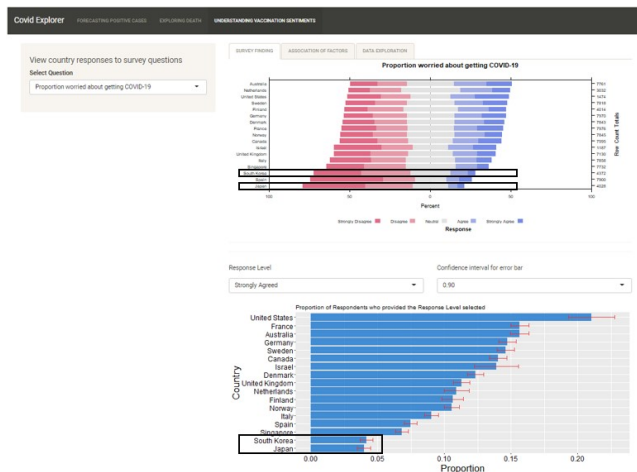 Covid Explorer FORECASTING POSITIVE CASES EXPLORING DEATH UNDERSTANDING VACCINATION SENTIMENTS
View country responses to survey questions
Select Question
Proportion worried about getting COVID-19
SURVEY FINDING ASSOCIATION OF FACTORS DATA EXPLORATION
Proportion worried about getting COVID-19
Australia
Netherlands
United States
Sweden
Finland
Germany
Denmark
France
Norway
Canada
Israel
United Kingdom
Italy
Singapore
South Korea
Spain
Japan
Row Count Totals
100 50 0 50 100
Percent
Strongly Disagree Disagree Neutral Agree Strongly Agree
Response
Response Level
Strongly Agreed
Confidence interval for error bar
0.90
Proportion of Respondents who provided the Response Level selected
Country
United States
France
Australia
Germany
Sweden
Canada
Israel
Denmark
United Kingdom
Netherlands
Finland
Norway
Italy
Spain
Singapore
South Korea
Japan
0.00 0.05 0.10 0.15 0.20
Proportion